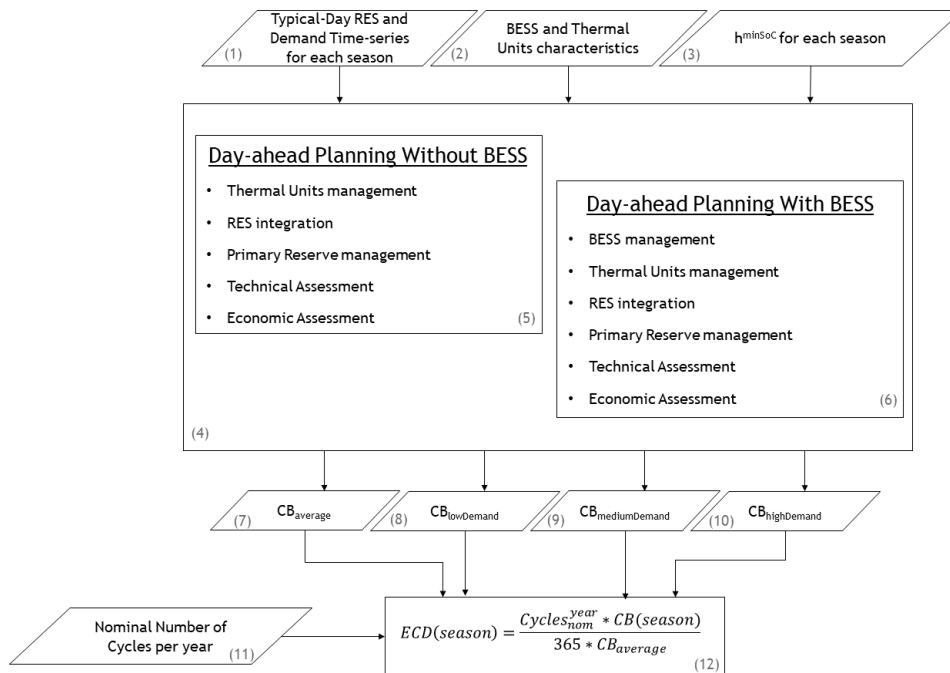 Typical-Day RES and
Demand Time-series
for each season
(1)
BESS and Thermal
Units characteristics
(2)
h^minSoC for each season
(3)
Day-ahead Planning Without BESS
• Thermal Units management
• RES integration
• Primary Reserve management
• Technical Assessment
• Economic Assessment
(5)
Day-ahead Planning With BESS
• BESS management
• Thermal Units management
• RES integration
• Primary Reserve management
• Technical Assessment
• Economic Assessment
(6)
(4)
CB_average
(7)
CB_lowDemand
(8)
CB_mediumDemand
(9)
CB_highDemand
(10)
Nominal Number of
Cycles per year
(11)
ECD(season) = Cycles_nom^year * CB(season) / 365 * CB_average
(12)